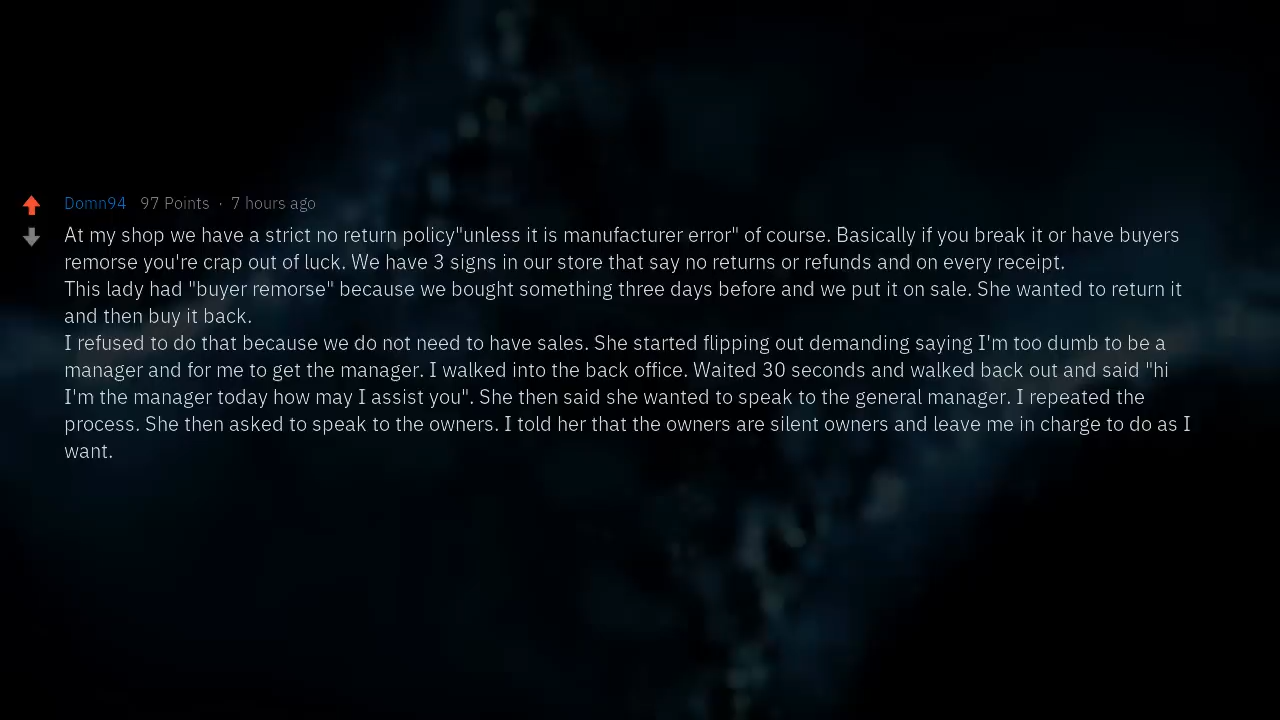 Domn94 97 Points · 7 hours ago
At my shop we have a strict no return policy"unless it is manufacturer error" of course. Basically if you break it or have buyers
remorse you're crap out of luck. We have 3 signs in our store that say no returns or refunds and on every receipt.
This lady had "buyer remorse" because we bought something three days before and we put it on sale. She wanted to return it
and then buy it back.
I refused to do that because we do not need to have sales. She started flipping out demanding saying I'm too dumb to be a
manager and for me to get the manager. I walked into the back office. Waited 30 seconds and walked back out and said "hi
I'm the manager today how may I assist you". She then said she wanted to speak to the general manager. I repeated the
process. She then asked to speak to the owners. I told her that the owners are silent owners and leave me in charge to do as I
want.